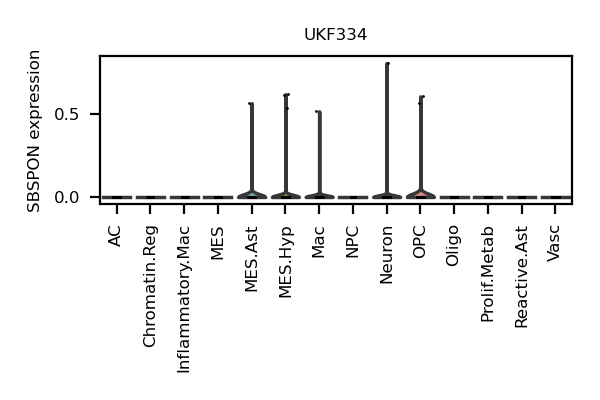 UKF334
SBSPON expression
0.5
0.0
AC
Chromatin.Reg
Inflammatory.Mac
MES
MES.Ast
MES.Hyp
Mac
NPC
Neuron
OPC
Oligo
Prolif.Metab
Reactive.Ast
Vasc